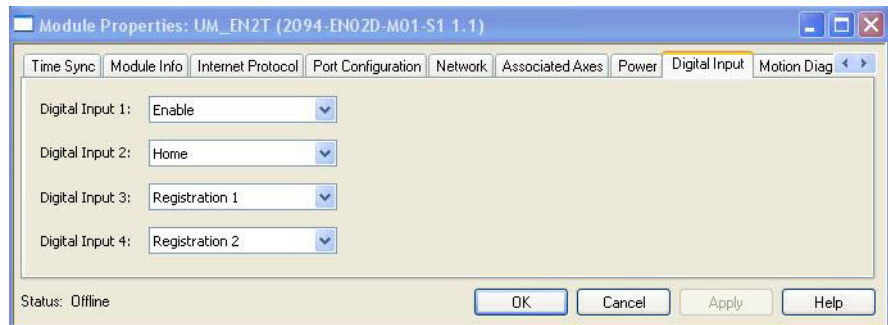 Module Properties: UM_EN2T (2094-EN02D-M01-S1 1.1)
Time Sync Module Info Internet Protocol Port Configuration Network Associated Axes Power Digital Input Motion Diag
Digital Input 1: Enable
Digital Input 2: Home
Digital Input 3: Registration 1
Digital Input 4: Registration 2
Status: Offline OK Cancel Apply Help